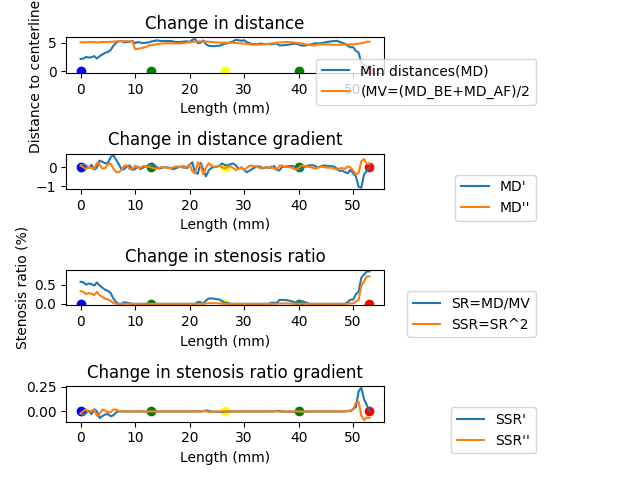 Change in distance
Distance to centerline
5
0
0 10 20 30 40 50
Length (mm)
Min distances(MD)
(MV=(MD_BE+MD_AF)/2
Change in distance gradient
0
−1
0 10 20 30 40 50
Length (mm)
MD'
MD''
Change in stenosis ratio
Stenosis ratio (%)
0.5
0.0
0 10 20 30 40 50
Length (mm)
SR=MD/MV
SSR=SR^2
Change in stenosis ratio gradient
0.25
0.00
0 10 20 30 40 50
Length (mm)
SSR'
SSR''